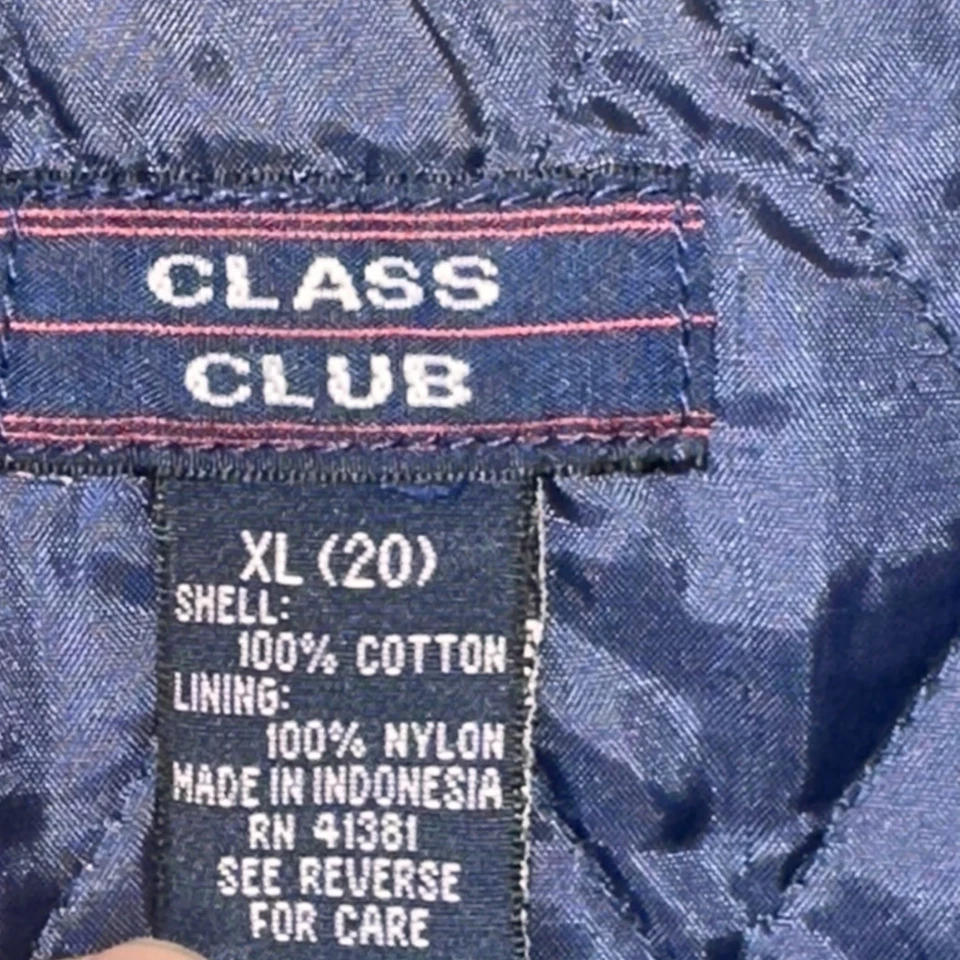 CLASS
CLUB
XL (20)
SHELL:
100% COTTON
LINING:
100% NYLON
MADE IN INDONESIA
RN 41381
SEE REVERSE
FOR CARE